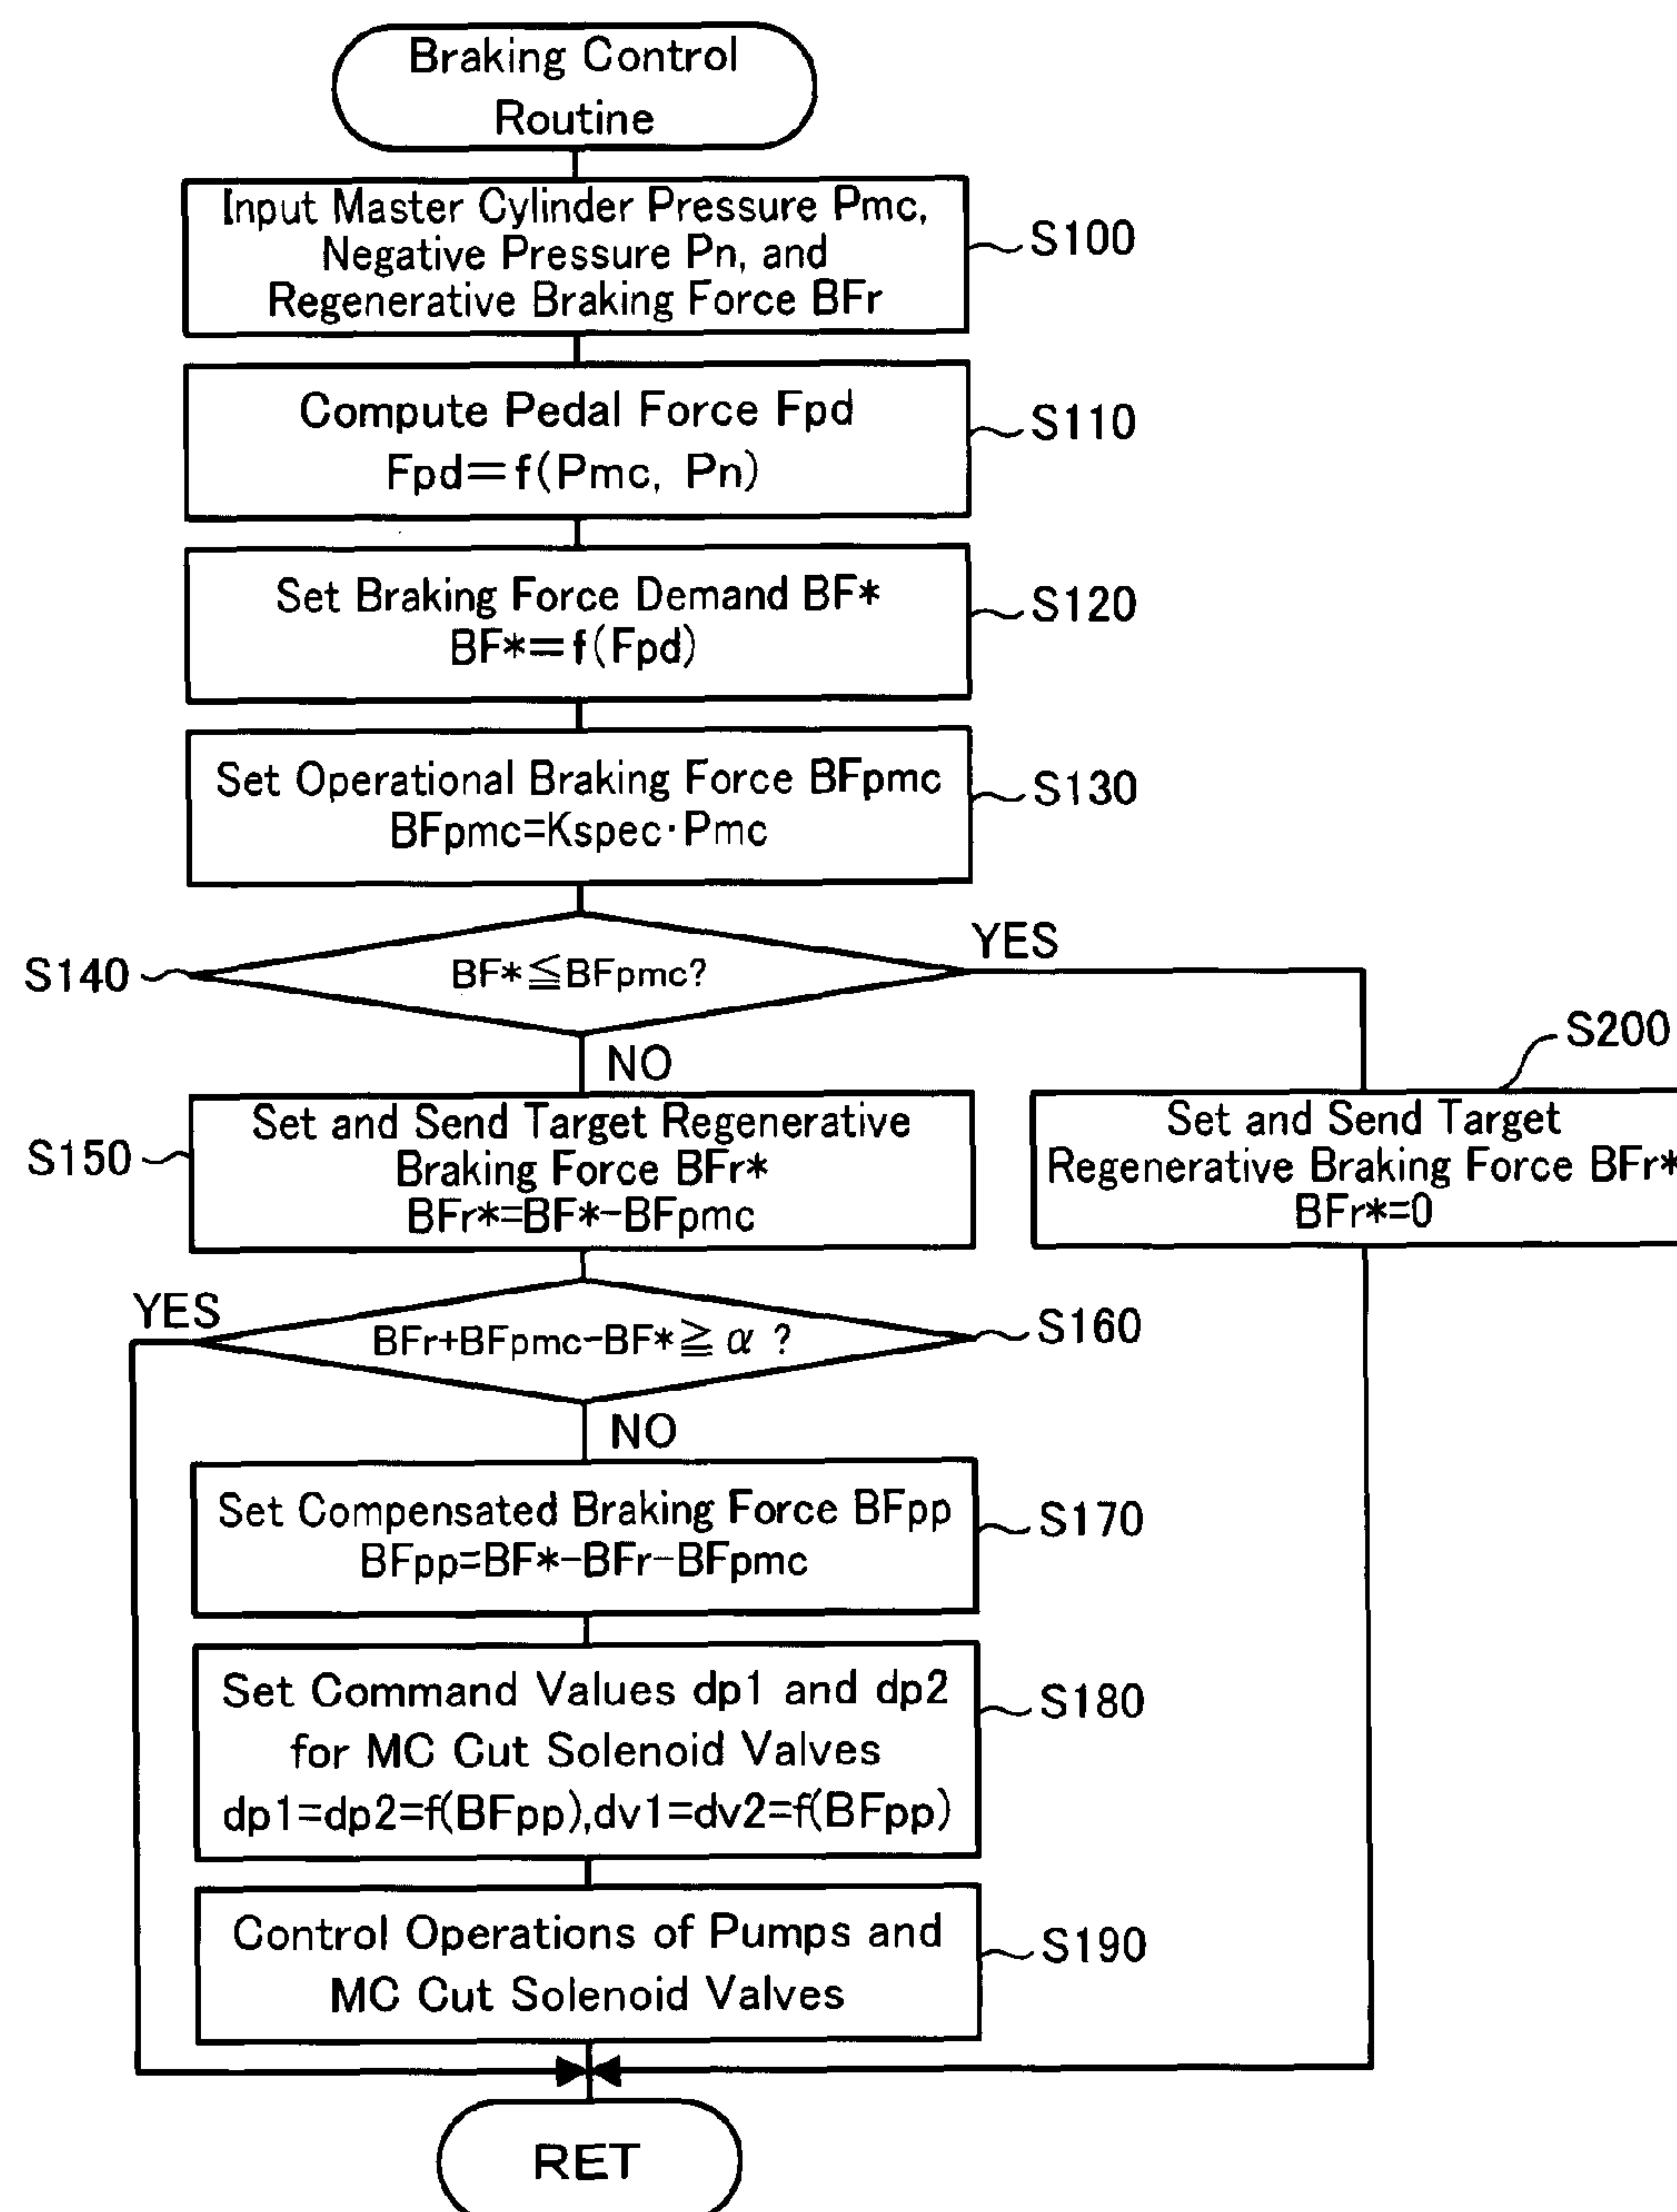 Braking Control
Routine
Input Master Cylinder Pressure Pmc,
Negative Pressure Pn, and
Regenerative Braking Force BFr
S100
Compute Pedal Force Fpd
Fpd=f(Pmc, Pn)
S110
Set Braking Force Demand BF*
BF*=f(Fpd)
S120
Set Operational Braking Force BFpmc
BFpmc=Kspec·Pmc
S130
S140
BF*≦BFpmc?
YES
NO
S200
S150
Set and Send Target Regenerative
Braking Force BFr*
BFr*=BF*-BFpmc
Set and Send Target
Regenerative Braking Force BFr*
BFr*=0
YES
BFr+BFpmc-BF*≧α ?
S160
NO
Set Compensated Braking Force BFpp
BFpp=BF*-BFr-BFpmc
S170
Set Command Values dp1 and dp2
for MC Cut Solenoid Valves
dp1=dp2=f(BFpp),dv1=dv2=f(BFpp)
S180
Control Operations of Pumps and
MC Cut Solenoid Valves
S190
RET